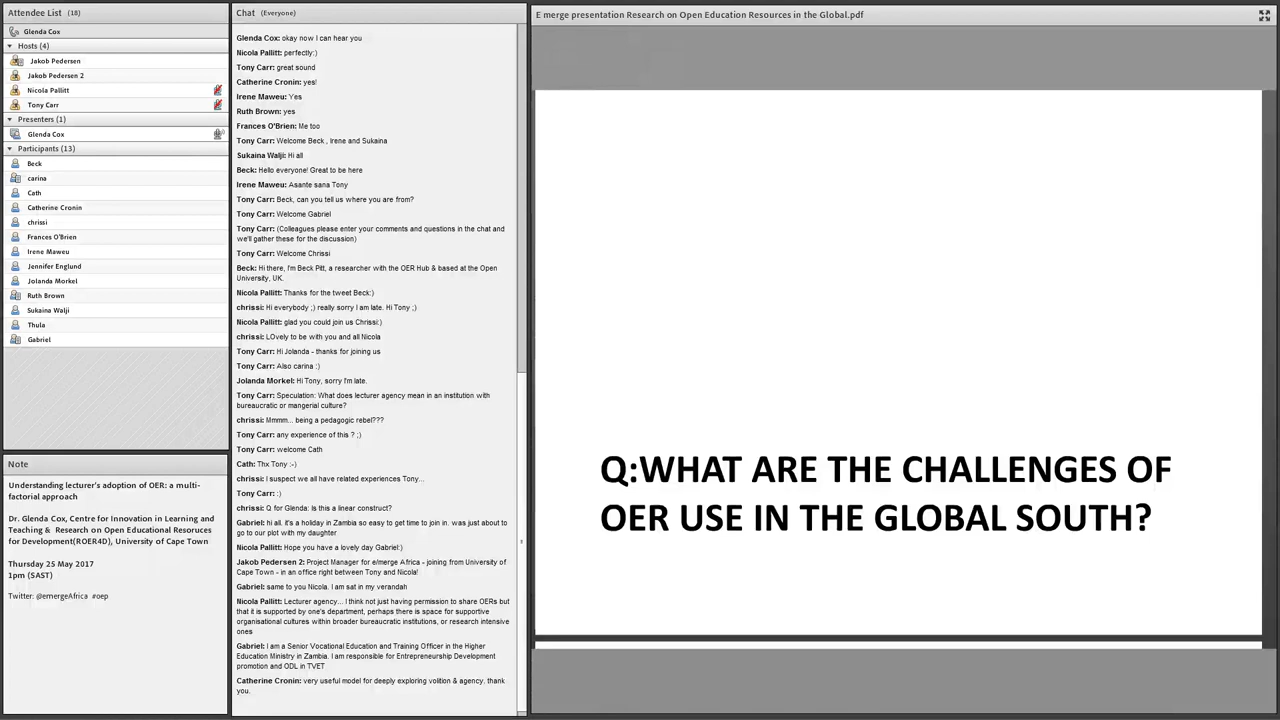 Attendee List (18)
Glenda Cox
Hosts (4)
Jakob Pedersen
Jakob Pedersen 2
Nicola Pallitt
Tony Carr
Presenters (1)
Glenda Cox
Participants (13)
Beck
carina
Cath
Catherine Cronin
chrissi
Frances O'Brien
Irene Maweu
Jennifer Englund
Jolanda Morkel
Ruth Brown
Sukaina Walji
Thula
Gabriel
Note
Understanding lecturer's adoption of OER: a multi-
factorial approach
Dr. Glenda Cox, Centre for Innovation in Learning and
Teaching & Research on Open Educational Resoruces
for Development(ROER4D), University of Cape Town
Thursday 25 May 2017
1pm (SAST)
Twitter: @emergeAfrica #oep
Chat (Everyone)
Glenda Cox: okay now I can hear you
Nicola Pallitt: perfectly:)
Tony Carr: great sound
Catherine Cronin: yes!
Irene Maweu: Yes
Ruth Brown: yes
Frances O'Brien: Me too
Tony Carr: Welcome Beck , Irene and Sukaina
Sukaina Walji: Hi all
Beck: Hello everyone! Great to be here
Irene Maweu: Asante sana Tony
Tony Carr: Beck, can you tell us where you are from?
Tony Carr: Welcome Gabriel
Tony Carr: (Colleagues please enter your comments and questions in the chat and
we'll gather these for the discussion)
Tony Carr: Welcome Chrissi
Beck: Hi there, I'm Beck Pitt, a researcher with the OER Hub & based at the Open
University, UK.
Nicola Pallitt: Thanks for the tweet Beck:)
chrissi: Hi everybody ;) really sorry I am late. Hi Tony ;)
Nicola Pallitt: glad you could join us Chrissi:)
chrissi: LOvely to be with you and all Nicola
Tony Carr: Hi Jolanda - thanks for joining us
Tony Carr: Also carina :)
Jolanda Morkel: Hi Tony, sorry I'm late.
Tony Carr: Speculation: What does lecturer agency mean in an institution with
bureaucratic or mangerial culture?
chrissi: Mmmm... being a pedagogic rebel???
Tony Carr: any experience of this ? ;)
Tony Carr: welcome Cath
Cath: Thx Tony :-)
chrissi: I suspect we all have related experiences Tony...
Tony Carr: :)
chrissi: Q for Glenda: Is this a linear construct?
Gabriel: hi all. it's a holiday in Zambia so easy to get time to join in. was just about to
go to our plot with my daughter
Nicola Pallitt: Hope you have a lovely day Gabriel:)
Jakob Pedersen 2: Project Manager for e/merge Africa - joining from University of
Cape Town - in an office right between Tony and Nicola!
Gabriel: same to you Nicola. I am sat in my verandah
Nicola Pallitt: Lecturer agency... I think not just having permission to share OERs but
that it is supported by one's department, perhaps there is space for supportive
organisational cultures within broader bureaucratic institutions, or research intensive
ones
Gabriel: I am a Senior Vocational Education and Training Officer in the Higher
Education Ministry in Zambia. I am responsible for Entrepreneurship Development
promotion and ODL in TVET
Catherine Cronin: very useful model for deeply exploring volition & agency. thank
you.
E merge presentation Research on Open Education Resources in the Global.pdf
Q:WHAT ARE THE CHALLENGES OF
OER USE IN THE GLOBAL SOUTH?